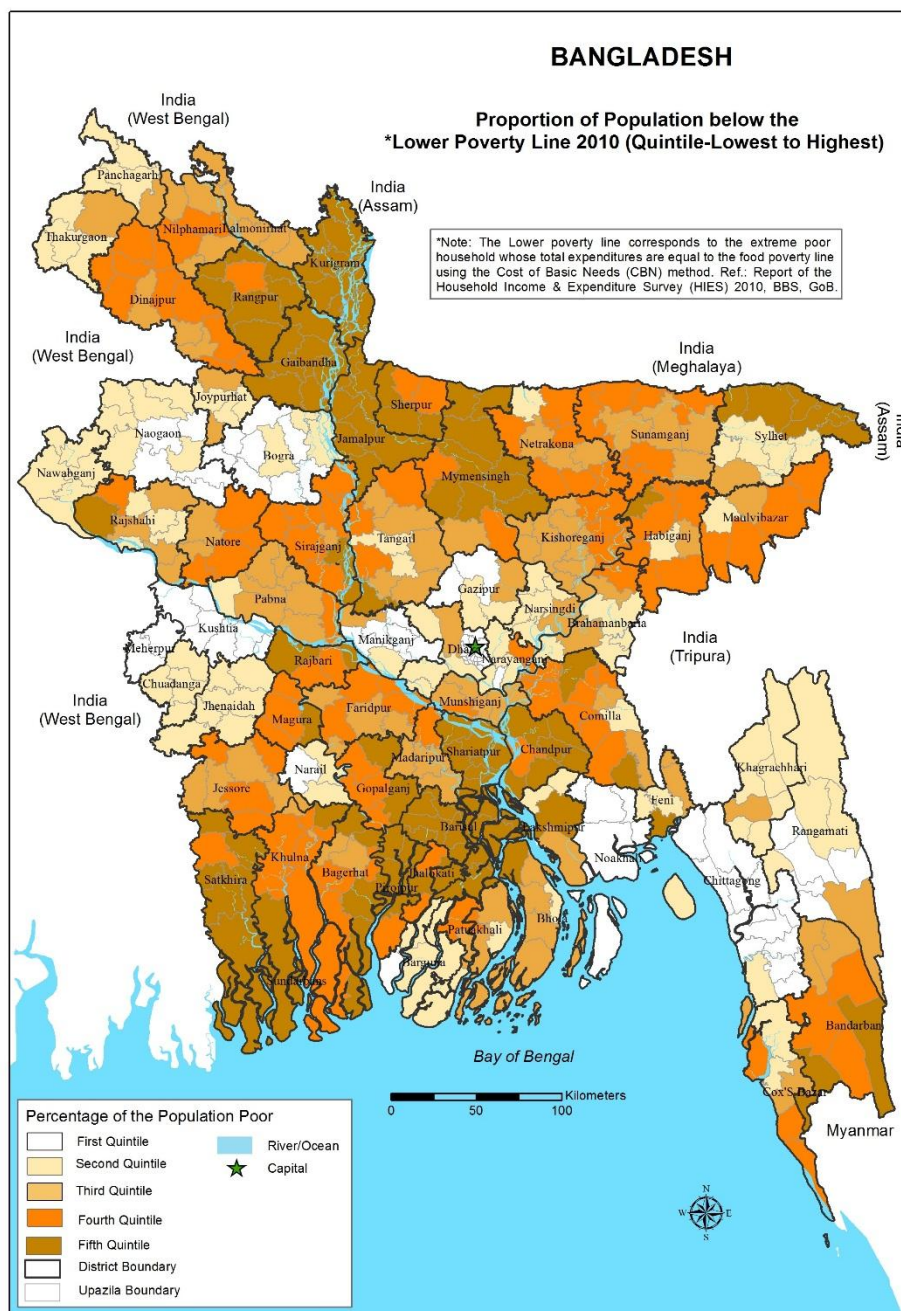 BANGLADESH
Proportion of Population below the
*Lower Poverty Line 2010 (Quintile-Lowest to Highest)
*Note: The Lower poverty line corresponds to the extreme poor
household whose total expenditures are equal to the food poverty line
using the Cost of Basic Needs (CBN) method. Ref.: Report of the
Household Income & Expenditure Survey (HIES) 2010, BBS, GoB.
India
(West Bengal)
India
(Assam)
India
(West Bengal)
India
(Meghalaya)
India
(Assam)
India
(Tripura)
India
(West Bengal)
Myanmar
Bay of Bengal
Panchagarh
Thakurgaon
Nilphamari
Lalmonirhat
Kurigram
Dinajpur
Rangpur
Gaibandha
Joypurhat
Naogaon
Bogra
Nawabganj
Rajshahi
Natore
Sirajganj
Pabna
Sherpur
Jamalpur
Mymensingh
Netrakona
Sunamganj
Sylhet
Maulvibazar
Habiganj
Kishoreganj
Tangail
Gazipur
Narsingdi
Brahamanbaria
Manikganj
Dhaka
Narayanganj
Munshiganj
Comilla
Kushtia
Meherpur
Chuadanga
Jhenaidah
Rajbari
Faridpur
Magura
Narail
Jessore
Madaripur
Shariatpur
Chandpur
Gopalganj
Barisal
Lakshmipur
Noakhali
Feni
Khagrachhari
Rangamati
Chittagong
Bandarban
Cox'S Bazar
Satkhira
Khulna
Bagerhat
Pirojpur
Jhalokati
Patuakhali
Barguna
Bhola
Sundarbans
Kilometers
0 25 50 100
N
W E
S
Percentage of the Population Poor
First Quintile
Second Quintile
Third Quintile
Fourth Quintile
Fifth Quintile
District Boundary
Upazila Boundary
River/Ocean
Capital